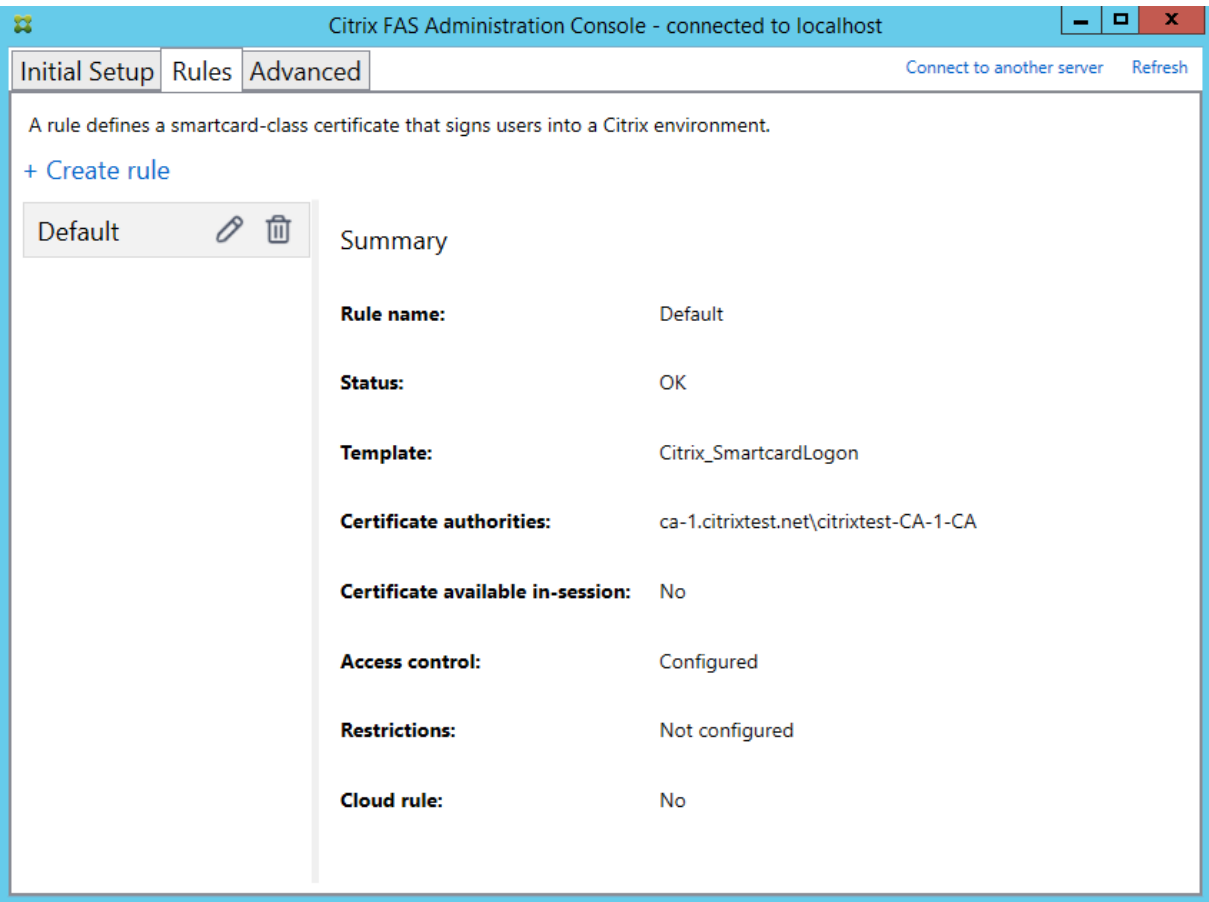 Citrix FAS Administration Console - connected to localhost
Initial Setup Rules Advanced Connect to another server Refresh
A rule defines a smartcard-class certificate that signs users into a Citrix environment.
+ Create rule
Default
Summary
Rule name: Default
Status: OK
Template: Citrix_SmartcardLogon
Certificate authorities: ca-1.citrixtest.net\citrixtest-CA-1-CA
Certificate available in-session: No
Access control: Configured
Restrictions: Not configured
Cloud rule: No